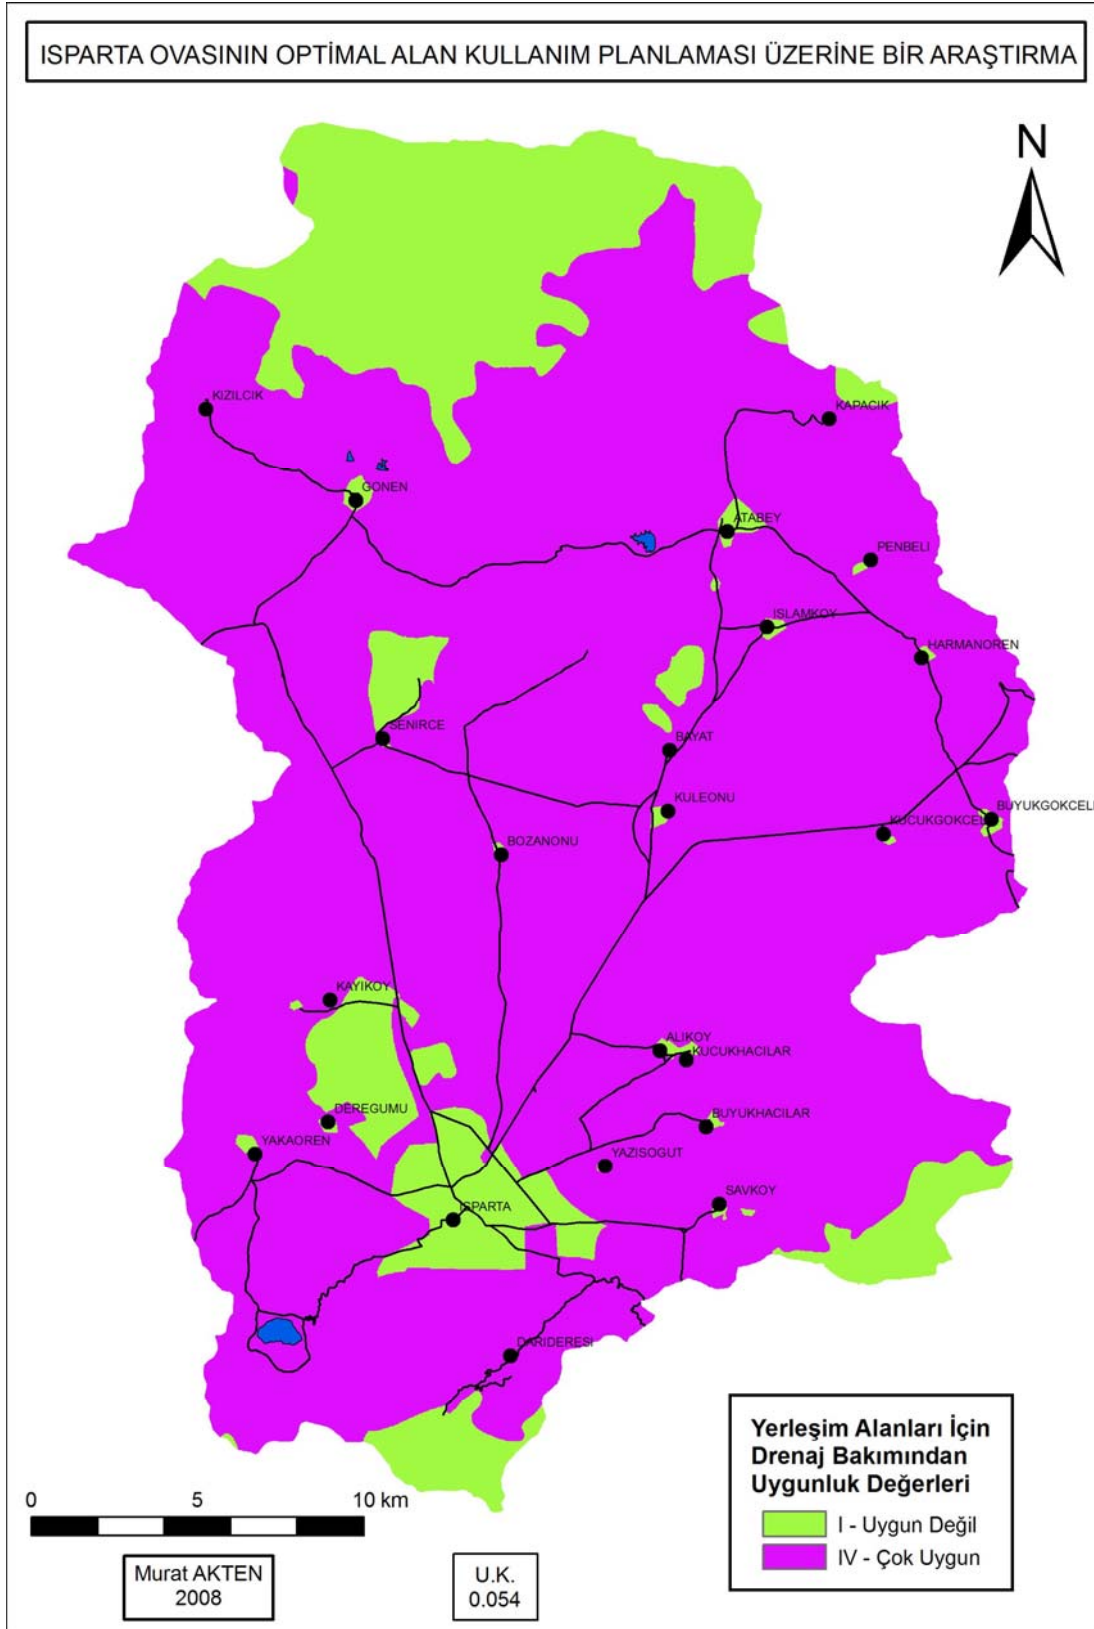 ISPARTA OVASININ OPTİMAL ALAN KULLANIM PLANLAMASI ÜZERİNE BİR ARAŞTIRMA
N
KIZILCIK
KAPACIK
GONEN
ATABEY
PENBELI
ISLAMKOY
HARMANOREN
SENIRCE
BAYAT
KULEONU
BUYUKGOKCELI
KUCUKGOKCELI
BOZANONU
KAYIKOY
ALIKOY
KUCUKHACILAR
DEREGUMU
BUYUKHACILAR
YAKAOREN
YAZISOGUT
SAVKOY
ISPARTA
DARIDERESI
Yerleşim Alanları İçin
Drenaj Bakımından
Uygunluk Değerleri
I - Uygun Değil
IV - Çok Uygun
0 5 10 km
Murat AKTEN
2008
U.K.
0.054